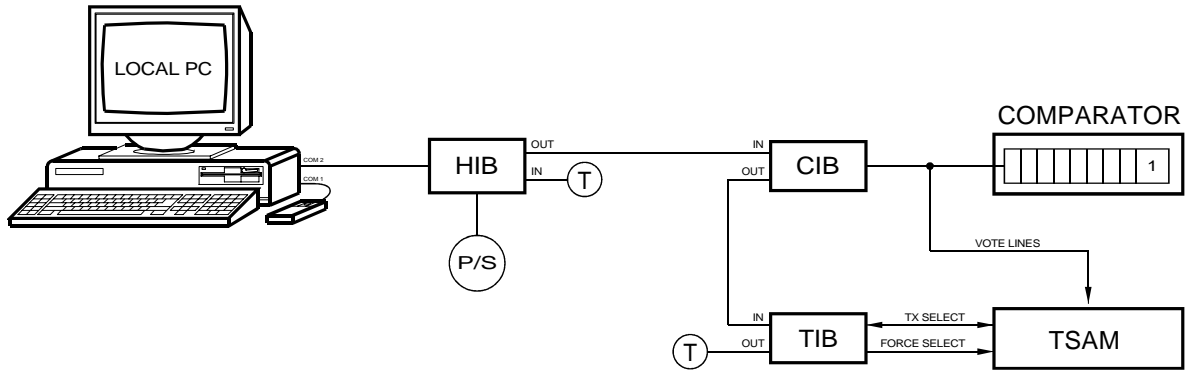 LOCAL PC
COM 2
COM 1
HIB
OUT
IN
T
P/S
IN
OUT
CIB
COMPARATOR
1
VOTE LINES
IN
OUT
T
TIB
TX SELECT
FORCE SELECT
TSAM